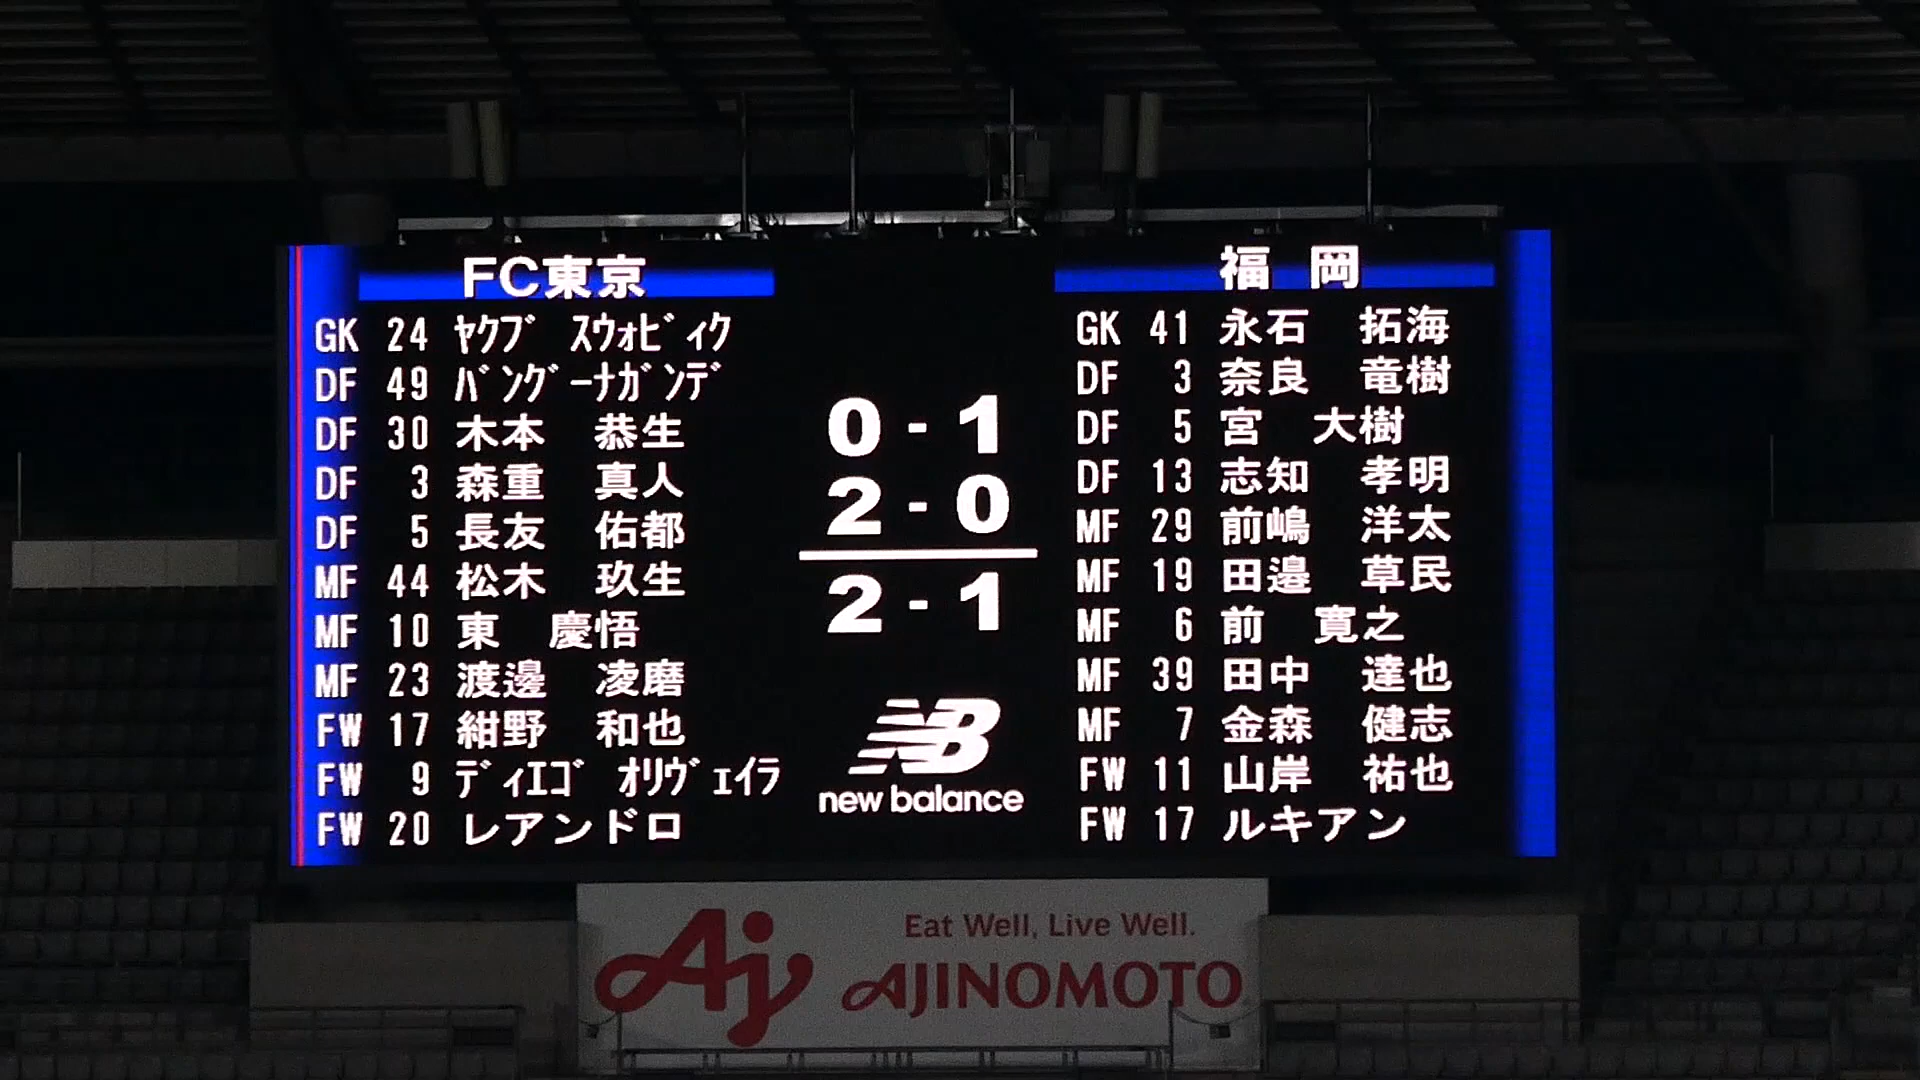 FC東京
GK 24 ﾔｸﾌﾞ ｽｳｫﾋﾞｨｸ
DF 49 ﾊﾞﾝｸﾞｰﾅｶﾞﾝﾃﾞ
DF 30 木本 恭生
DF 3 森重 真人
DF 5 長友 佑都
MF 44 松木 玖生
MF 10 東 慶悟
MF 23 渡邊 凌磨
FW 17 紺野 和也
FW 9 ﾃﾞｨｴｺﾞ ｵﾘｳﾞｪｲﾗ
FW 20 レアンドロ
0 - 1
2 - 0
2 - 1
NB
new balance
福 岡
GK 41 永石 拓海
DF 3 奈良 竜樹
DF 5 宮 大樹
DF 13 志知 孝明
MF 29 前嶋 洋太
MF 19 田邉 草民
MF 6 前 寛之
MF 39 田中 達也
MF 7 金森 健志
FW 11 山岸 祐也
FW 17 ルキアン
Aj
Eat Well, Live Well.
AJINOMOTO